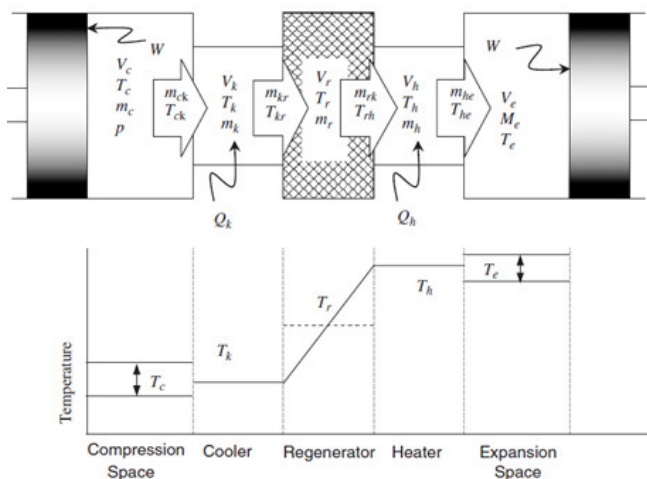 W
V_c
T_c
m_c
p
m_ck
T_ck
V_k
T_k
m_k
m_kr
T_kr
V_r
T_r
m_r
m_rk
T_rh
V_h
T_h
m_h
m_he
T_he
W
V_e
M_e
T_e
Q_k
Q_h
Temperature
T_c
T_k
T_r
T_h
T_e
Compression Space
Cooler
Regenerator
Heater
Expansion Space